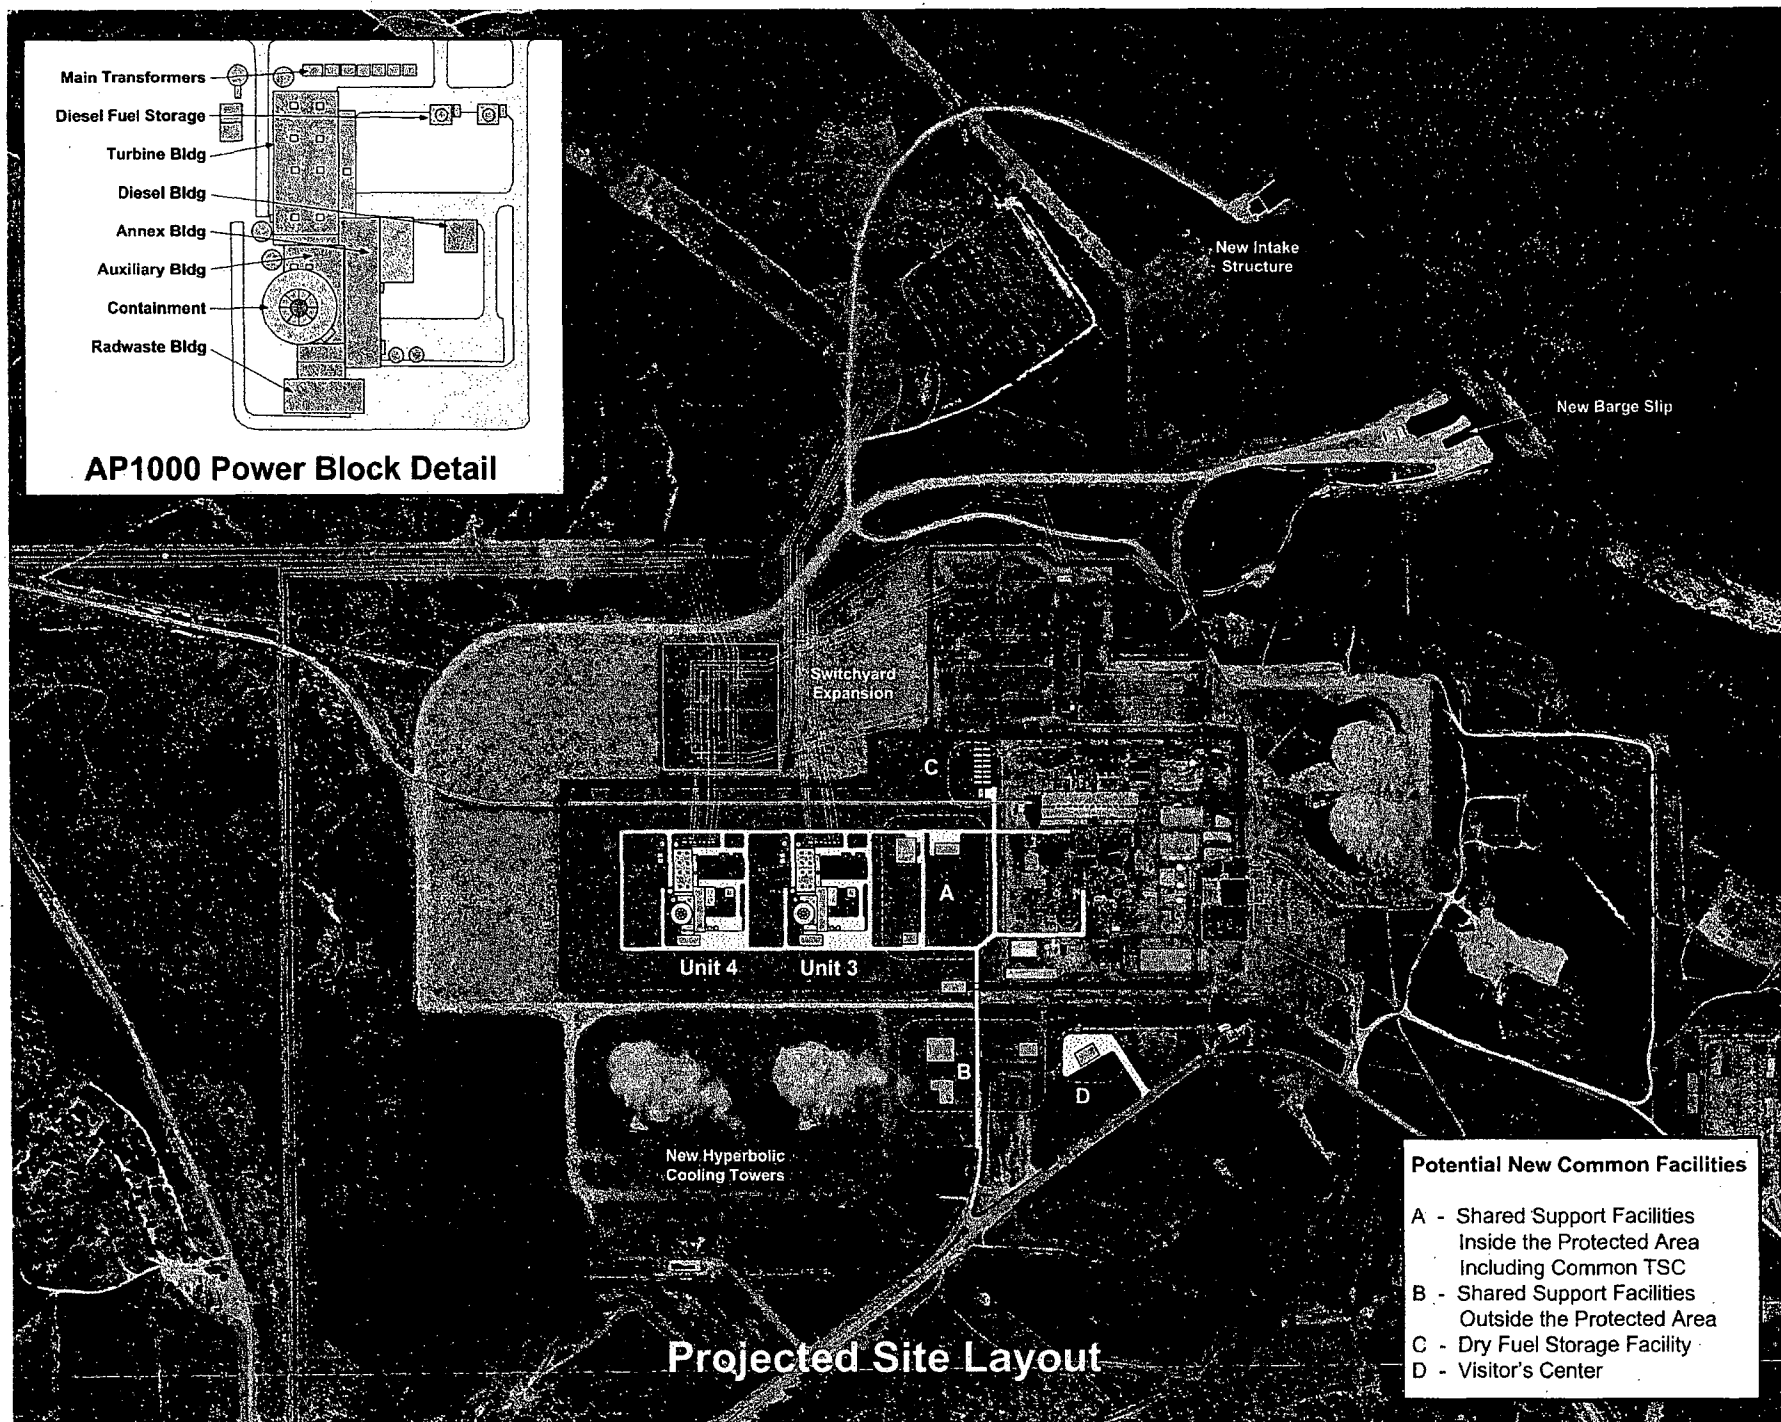 Main Transformers
Diesel Fuel Storage
Turbine Bldg
Diesel Bldg
Annex Bldg
Auxiliary Bldg
Containment
Radwaste Bldg
AP1000 Power Block Detail
New Intake
Structure
New Barge Slip
Switchyard
Expansion
C
A
Unit 4
Unit 3
B
D
New Hyperbolic
Cooling Towers
Projected Site Layout
Potential New Common Facilities
A - Shared Support Facilities
Inside the Protected Area
Including Common TSC
B - Shared Support Facilities
Outside the Protected Area
C - Dry Fuel Storage Facility
D - Visitor's Center